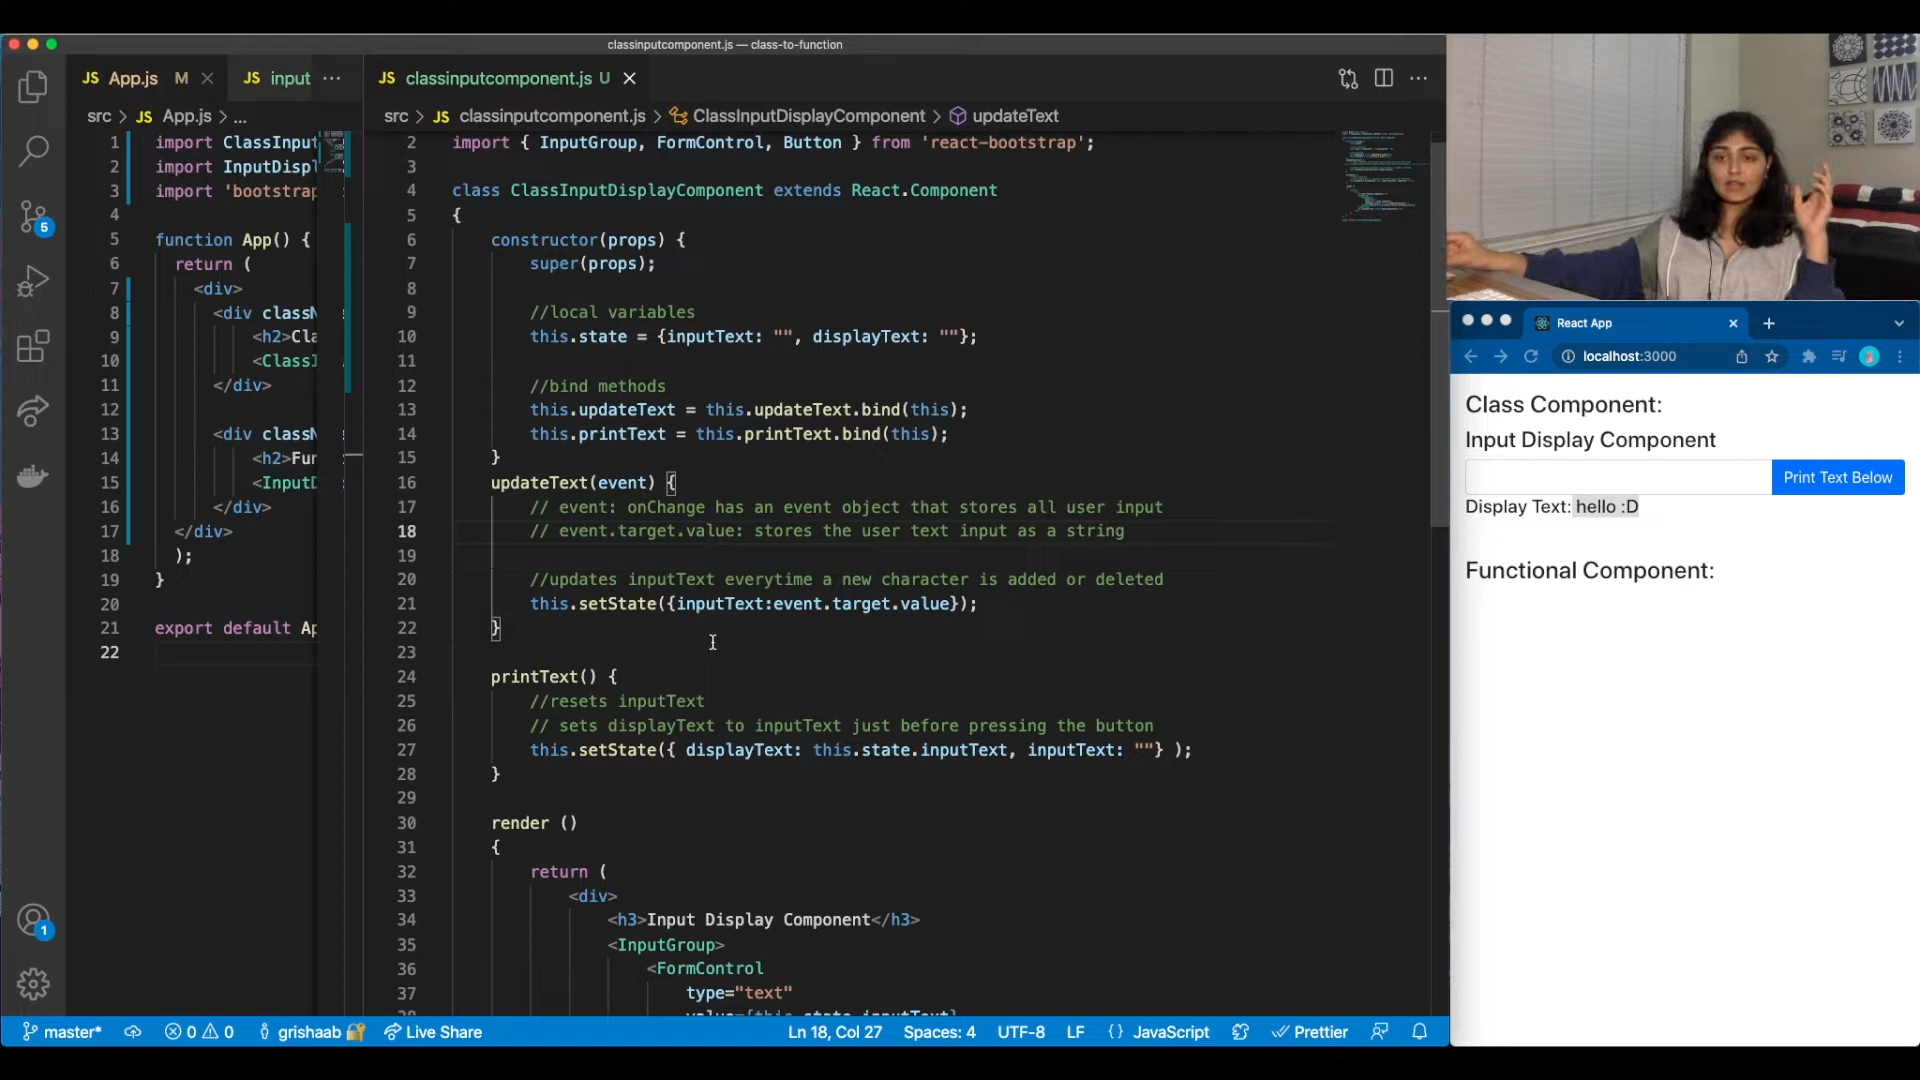 classinputcomponent.js — class-to-function
JS App.js M
JS input ...
JS classinputcomponent.js U
src > JS App.js > ...
src > JS classinputcomponent.js > ClassInputDisplayComponent > updateText
1 import ClassInput
2 import InputDispl
3 import 'bootstrap
4
5 function App() {
6 return (
7 <div>
8 <div classN
9 <h2>Cla
10 <ClassI
11 </div>
12
13 <div classN
14 <h2>Fun
15 <InputD
16 </div>
17 </div>
18 );
19 }
20
21 export default Ap
22
2 import { InputGroup, FormControl, Button } from 'react-bootstrap';
3
4 class ClassInputDisplayComponent extends React.Component
5 {
6 constructor(props) {
7 super(props);
8
9 //local variables
10 this.state = {inputText: "", displayText: ""};
11
12 //bind methods
13 this.updateText = this.updateText.bind(this);
14 this.printText = this.printText.bind(this);
15 }
16 updateText(event) {
17 // event: onChange has an event object that stores all user input
18 // event.target.value: stores the user text input as a string
19
20 //updates inputText everytime a new character is added or deleted
21 this.setState({inputText:event.target.value});
22 }
23
24 printText() {
25 //resets inputText
26 // sets displayText to inputText just before pressing the button
27 this.setState({ displayText: this.state.inputText, inputText: ""} );
28 }
29
30 render ()
31 {
32 return (
33 <div>
34 <h3>Input Display Component</h3>
35 <InputGroup>
36 <FormControl
37 type="text"
5
1
master* 0 0 grishaab Live Share Ln 18, Col 27 Spaces: 4 UTF-8 LF {} JavaScript Prettier
React App
localhost:3000
Class Component:
Input Display Component
Print Text Below
Display Text: hello :D
Functional Component: